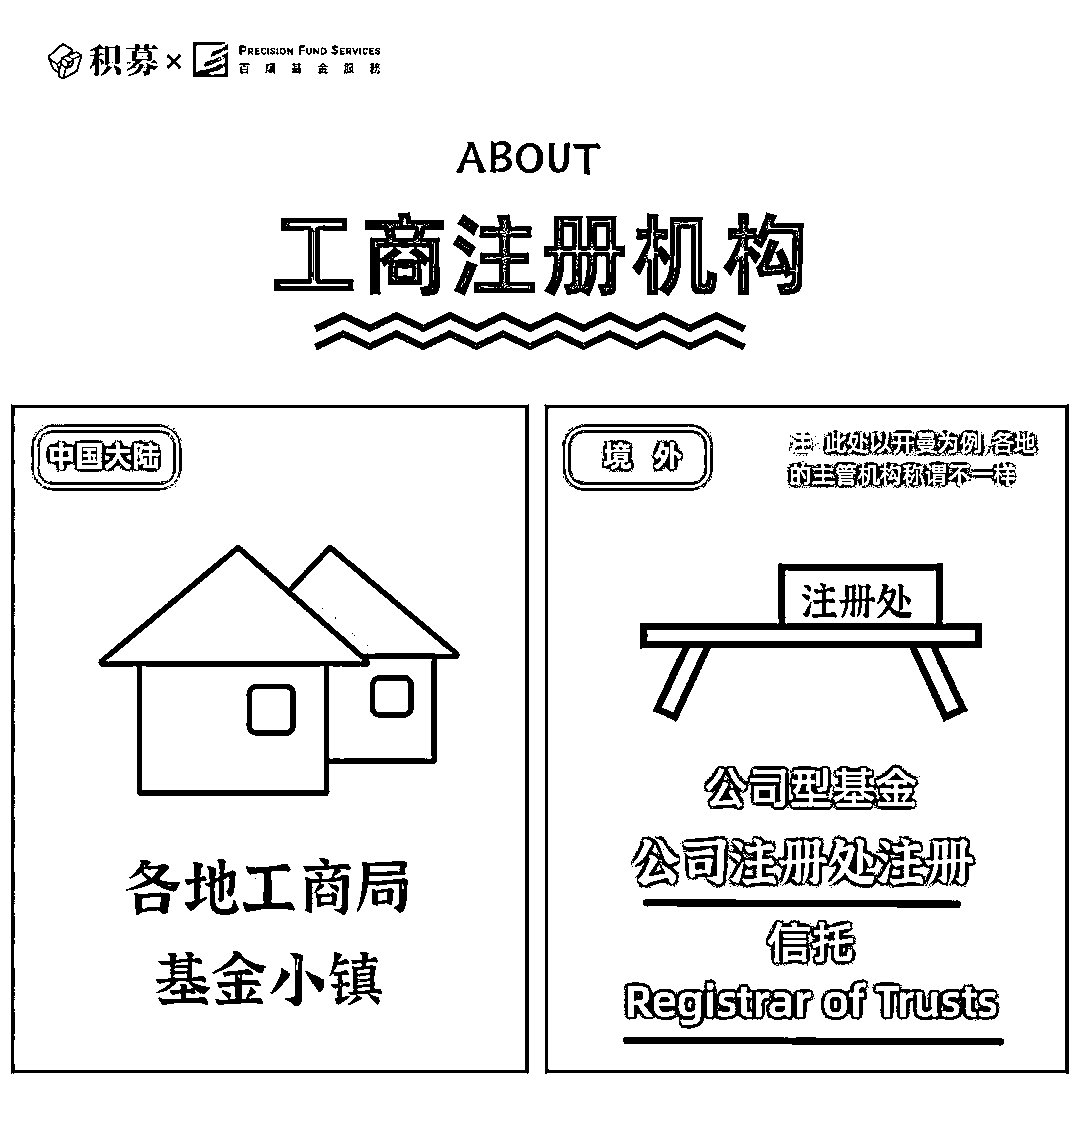 积募 × PRECISION FUND SERVICES
百瑞基金服務
ABOUT
工商注册机构
中国大陆
各地工商局
基金小镇
境 外
注 此处以开曼为例,各地
的主管机构称谓不一样
注册处
公司型基金
公司注册处注册
信托
Registrar of Trusts